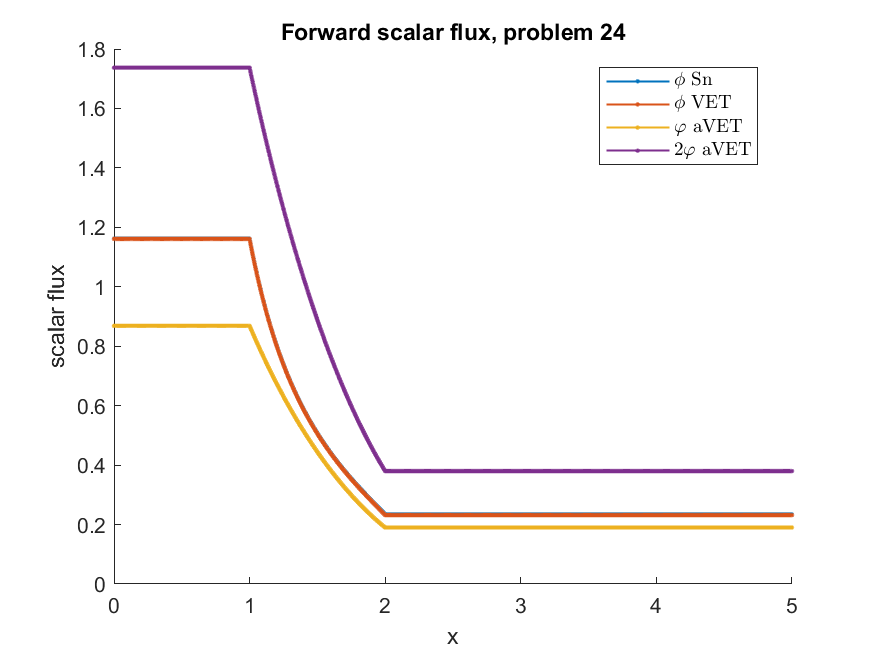 Forward scalar flux, problem 24
1.8
1.6
1.4
1.2
1
0.8
0.6
0.4
0.2
0
scalar flux
ϕ Sn
ϕ VET
φ aVET
2φ aVET
0 1 2 3 4 5
x